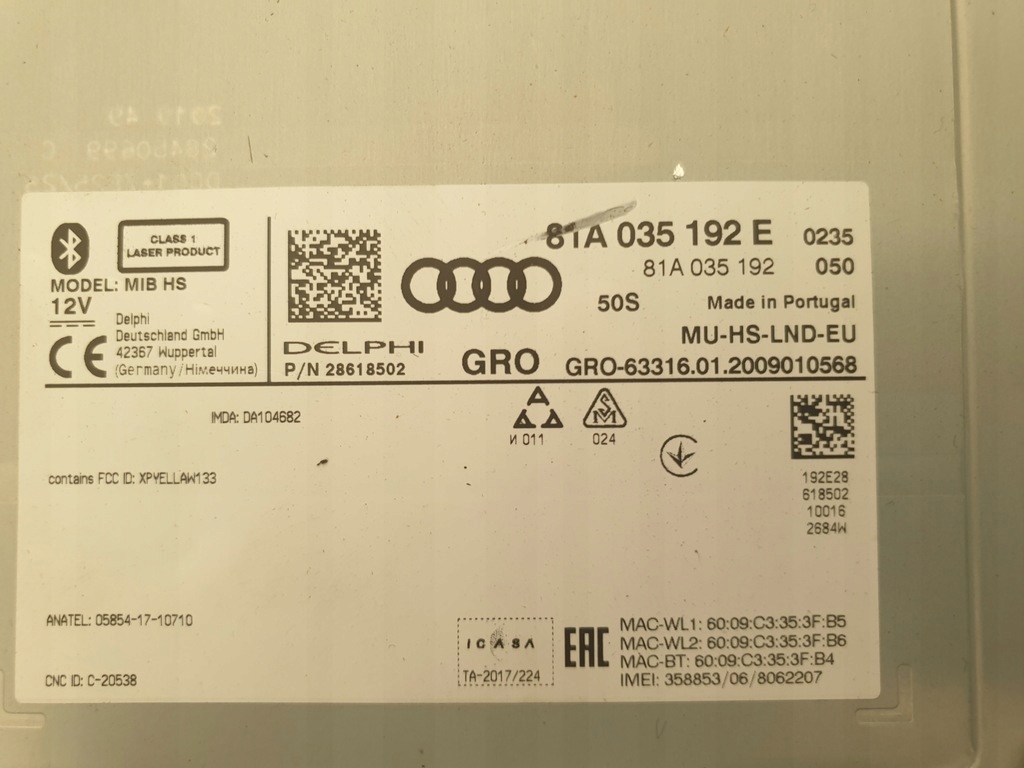 CLASS 1
LASER PRODUCT
MODEL: MIB HS
12V
Delphi
Deutschland GmbH
42367 Wuppertal
(Germany/Німеччина)
CE
DELPHI
P/N 28618502
81A 035 192 E 0235
81A 035 192 050
50S Made in Portugal
MU-HS-LND-EU
GRO GRO-63316.01.2009010568
IMDA: DA104682
И 011
024
contains FCC ID: XPYELLAW133
192E28
618502
10016
2684W
ANATEL: 05854-17-10710
CNC ID: C-20538
ICASA
TA-2017/224
EAC
MAC-WL1: 60:09:C3:35:3F:B5
MAC-WL2: 60:09:C3:35:3F:B6
MAC-BT: 60:09:C3:35:3F:B4
IMEI: 358853/06/8062207